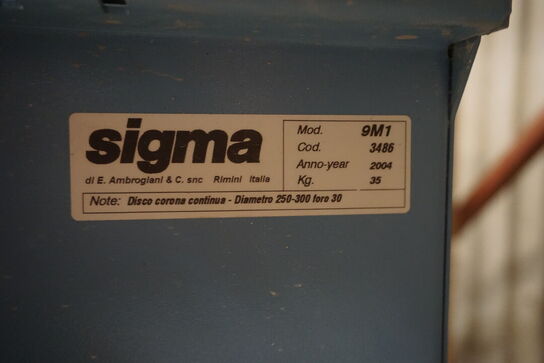 sigma
di E. Ambrogiani & C. snc Rimini Italia
Mod. 9M1
Cod. 3486
Anno-year 2004
Kg. 35
Note: Disco corona continua - Diametro 250-300 foro 30